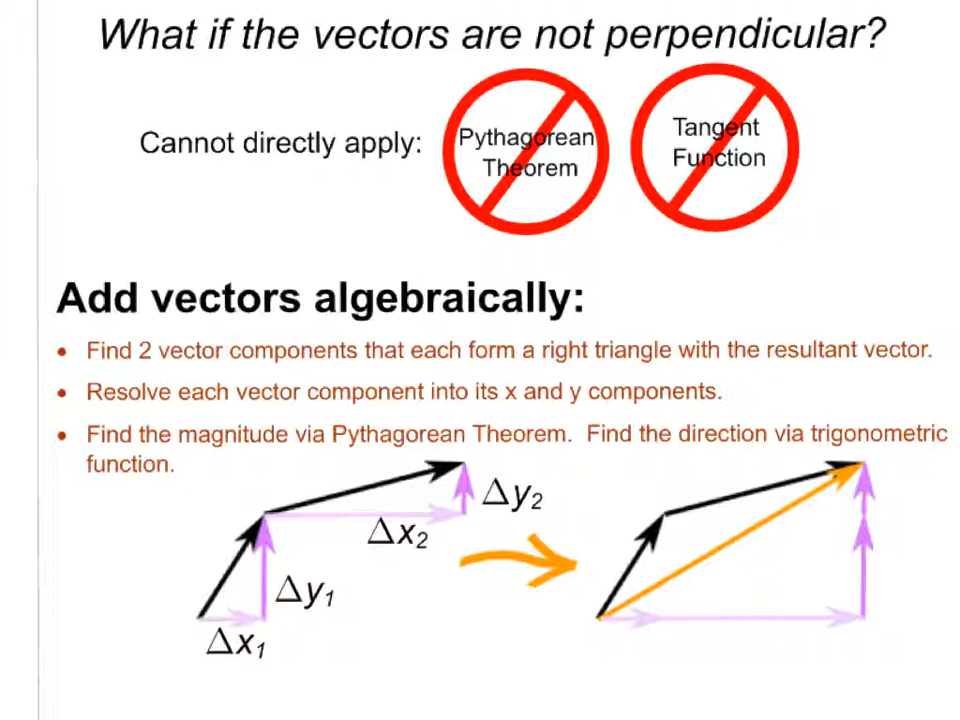 What if the vectors are not perpendicular?
Cannot directly apply:
Pythagorean
Theorem
Tangent
Function
Add vectors algebraically:
• Find 2 vector components that each form a right triangle with the resultant vector.
• Resolve each vector component into its x and y components.
• Find the magnitude via Pythagorean Theorem.  Find the direction via trigonometric
function.
Δy₂
Δx₂
Δy₁
Δx₁